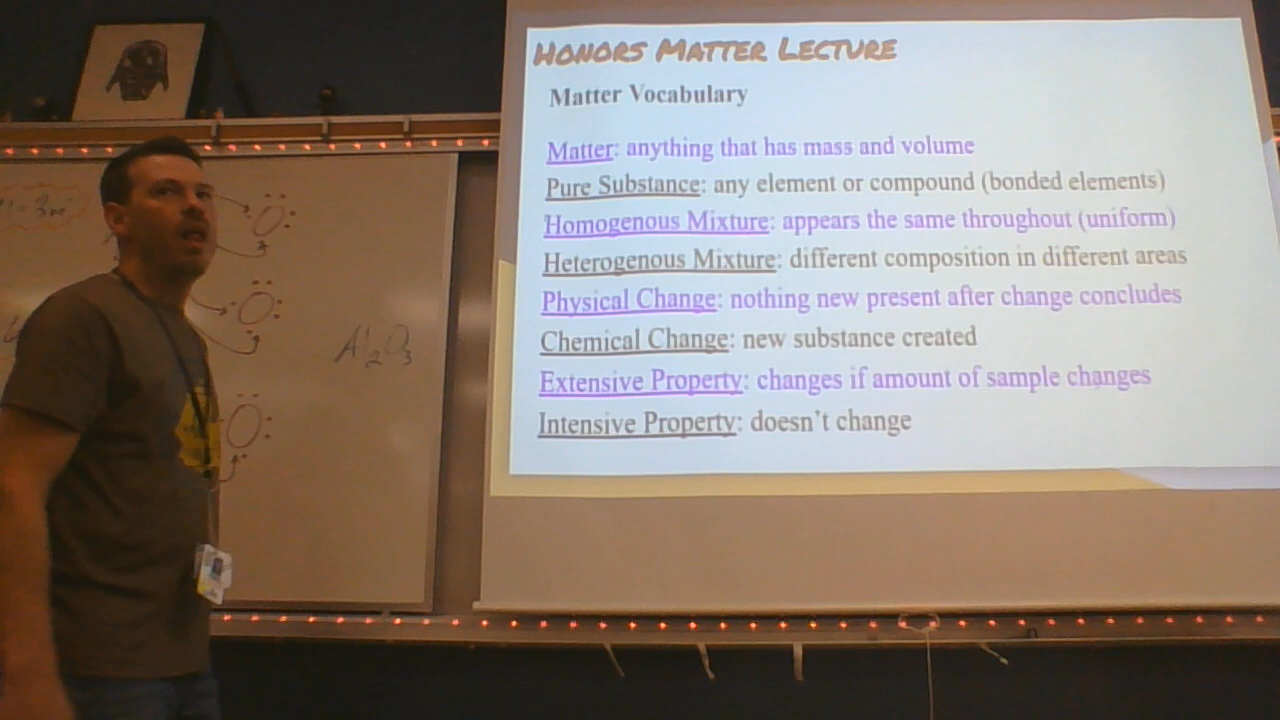 HONORS MATTER LECTURE
Matter Vocabulary
Matter: anything that has mass and volume
Pure Substance: any element or compound (bonded elements)
Homogenous Mixture: appears the same throughout (uniform)
Heterogenous Mixture: different composition in different areas
Physical Change: nothing new present after change concludes
Chemical Change: new substance created
Extensive Property: changes if amount of sample changes
Intensive Property: doesn't change
Al₂O₃